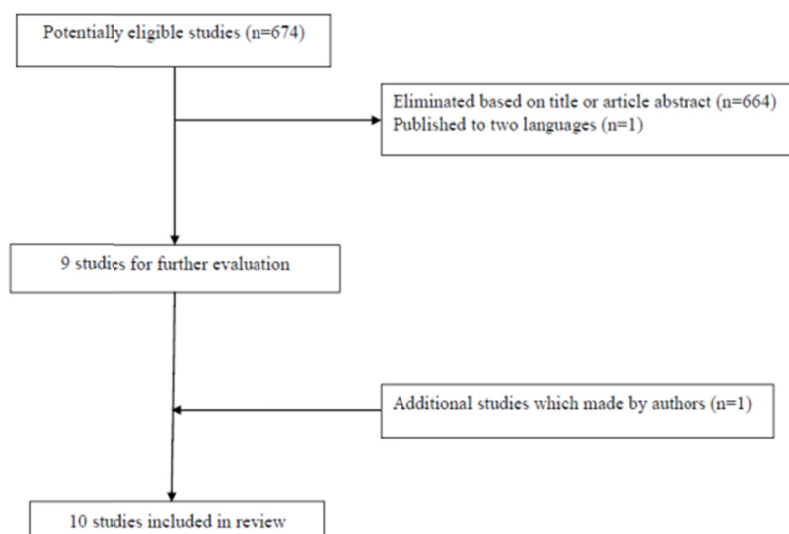 Potentially eligible studies (n=674)
Eliminated based on title or article abstract (n=664)
Published to two languages (n=1)
9 studies for further evaluation
Additional studies which made by authors (n=1)
10 studies included in review